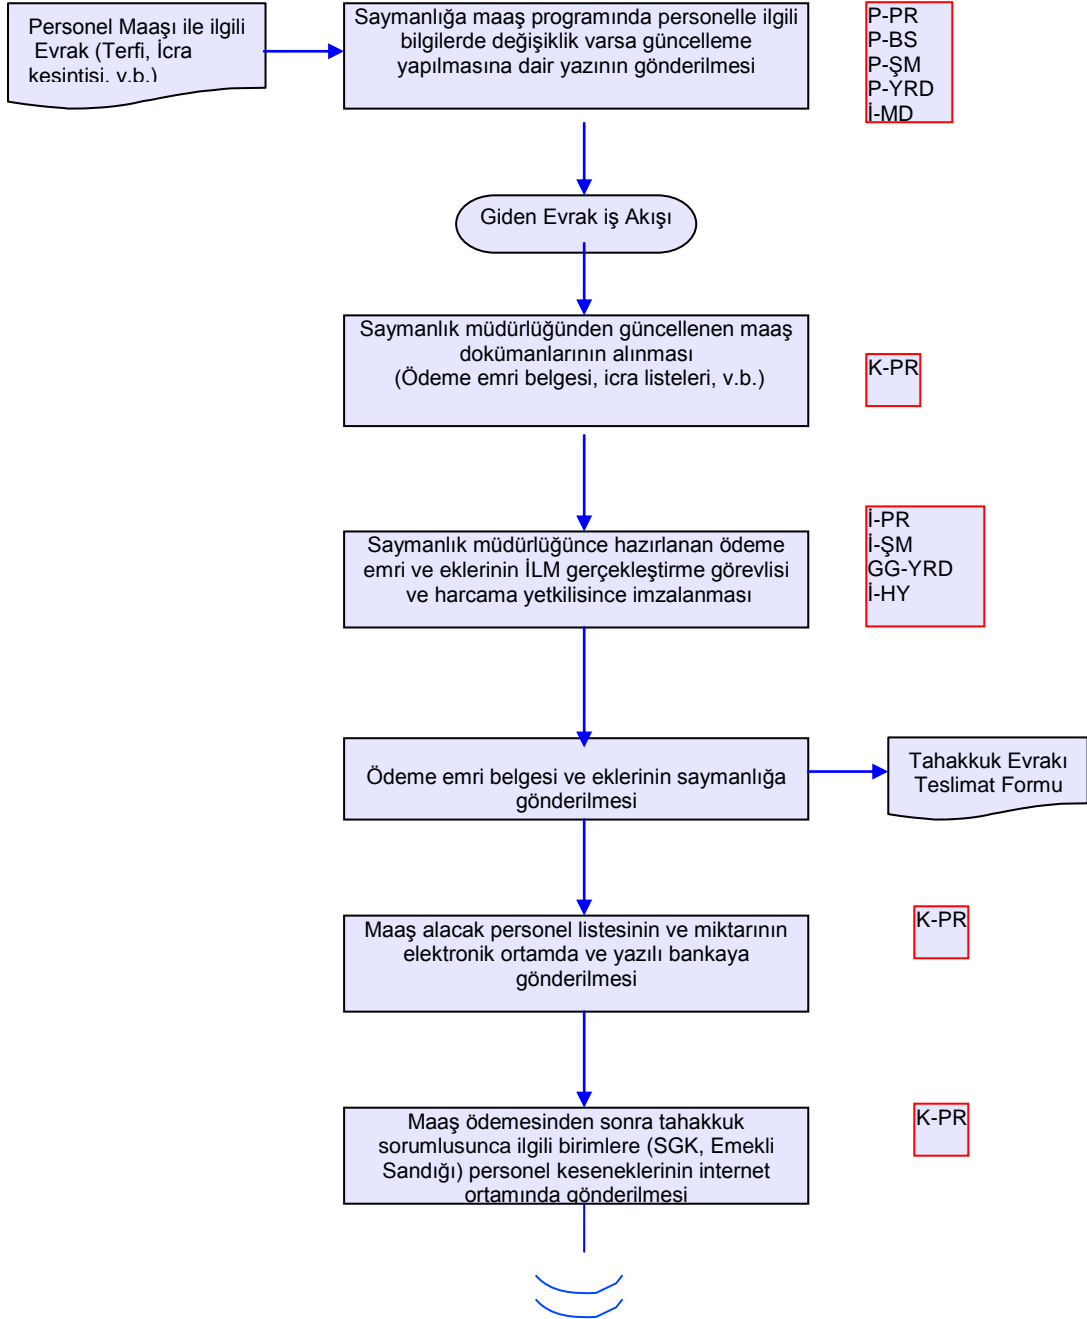 Personel Maaşı ile ilgili
Evrak (Terfi, İcra
kesintisi, v.b.)
Saymanlığa maaş programında personelle ilgili
bilgilerde değişiklik varsa güncelleme
yapılmasına dair yazının gönderilmesi
P-PR
P-BS
P-ŞM
P-YRD
İ-MD
Giden Evrak iş Akışı
Saymanlık müdürlüğünden güncellenen maaş
dokümanlarının alınması
(Ödeme emri belgesi, icra listeleri, v.b.)
K-PR
Saymanlık müdürlüğünce hazırlanan ödeme
emri ve eklerinin İLM gerçekleştirme görevlisi
ve harcama yetkilisince imzalanması
İ-PR
İ-ŞM
GG-YRD
İ-HY
Ödeme emri belgesi ve eklerinin saymanlığa
gönderilmesi
Tahakkuk Evrakı
Teslimat Formu
Maaş alacak personel listesinin ve miktarının
elektronik ortamda ve yazılı bankaya
gönderilmesi
K-PR
Maaş ödemesinden sonra tahakkuk
sorumlusunca ilgili birimlere (SGK, Emekli
Sandığı) personel keseneklerinin internet
ortamında gönderilmesi
K-PR